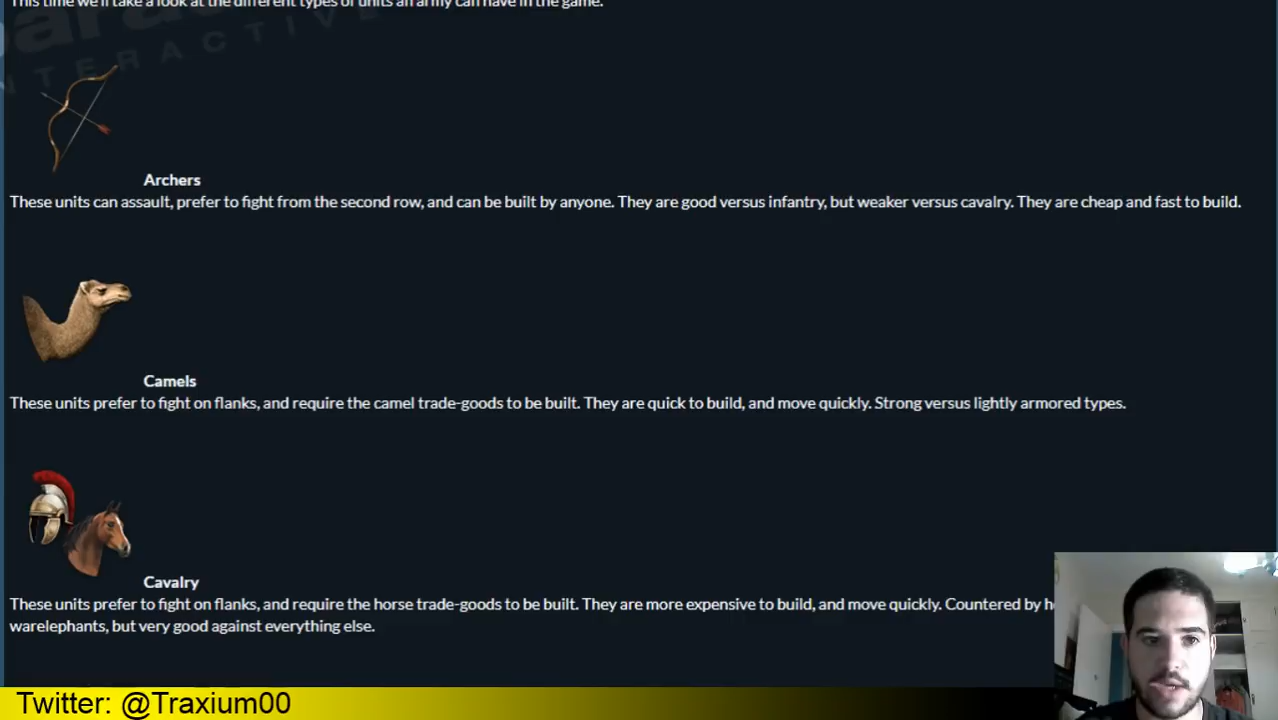 This time we'll take a look at the different types of units an army can have in the game.
INTERACTIVE
Archers
These units can assault, prefer to fight from the second row, and can be built by anyone. They are good versus infantry, but weaker versus cavalry. They are cheap and fast to build.
Camels
These units prefer to fight on flanks, and require the camel trade-goods to be built. They are quick to build, and move quickly. Strong versus lightly armored types.
Cavalry
These units prefer to fight on flanks, and require the horse trade-goods to be built. They are more expensive to build, and move quickly. Countered by
warelephants, but very good against everything else.
Twitter: @Traxium00